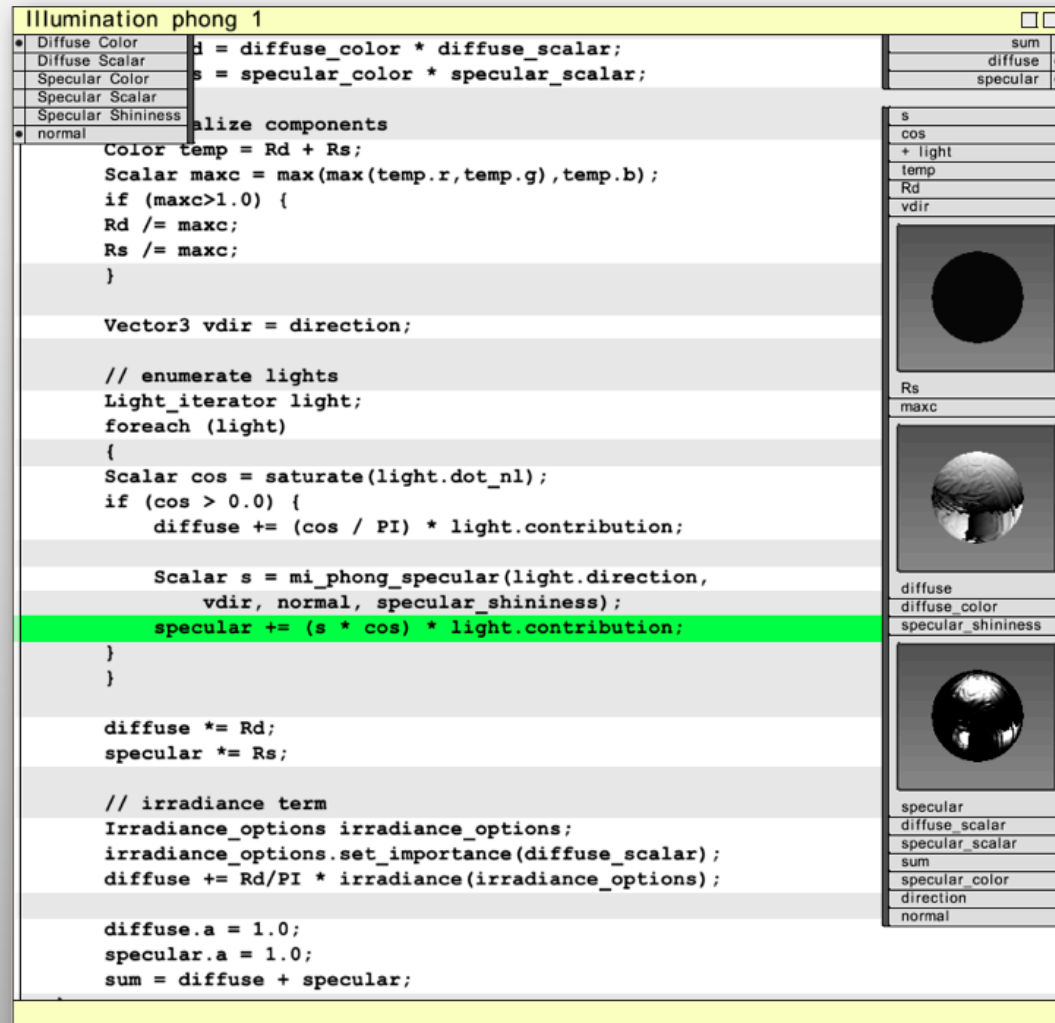 Illumination phong 1
Diffuse Color
Diffuse Scalar
Specular Color
Specular Scalar
Specular Shininess
normal
d = diffuse_color * diffuse_scalar;
s = specular_color * specular_scalar;
alize components
Color temp = Rd + Rs;
Scalar maxc = max(max(temp.r,temp.g),temp.b);
if (maxc>1.0) {
Rd /= maxc;
Rs /= maxc;
}
Vector3 vdir = direction;
// enumerate lights
Light_iterator light;
foreach (light)
{
Scalar cos = saturate(light.dot_nl);
if (cos > 0.0) {
diffuse += (cos / PI) * light.contribution;
Scalar s = mi_phong_specular(light.direction,
vdir, normal, specular_shininess);
specular += (s * cos) * light.contribution;
}
}
diffuse *= Rd;
specular *= Rs;
// irradiance term
Irradiance_options irradiance_options;
irradiance_options.set_importance(diffuse_scalar);
diffuse += Rd/PI * irradiance(irradiance_options);
diffuse.a = 1.0;
specular.a = 1.0;
sum = diffuse + specular;
sum
diffuse
specular
s
cos
+ light
temp
Rd
vdir
Rs
maxc
diffuse
diffuse_color
specular_shininess
specular
diffuse_scalar
specular_scalar
sum
specular_color
direction
normal